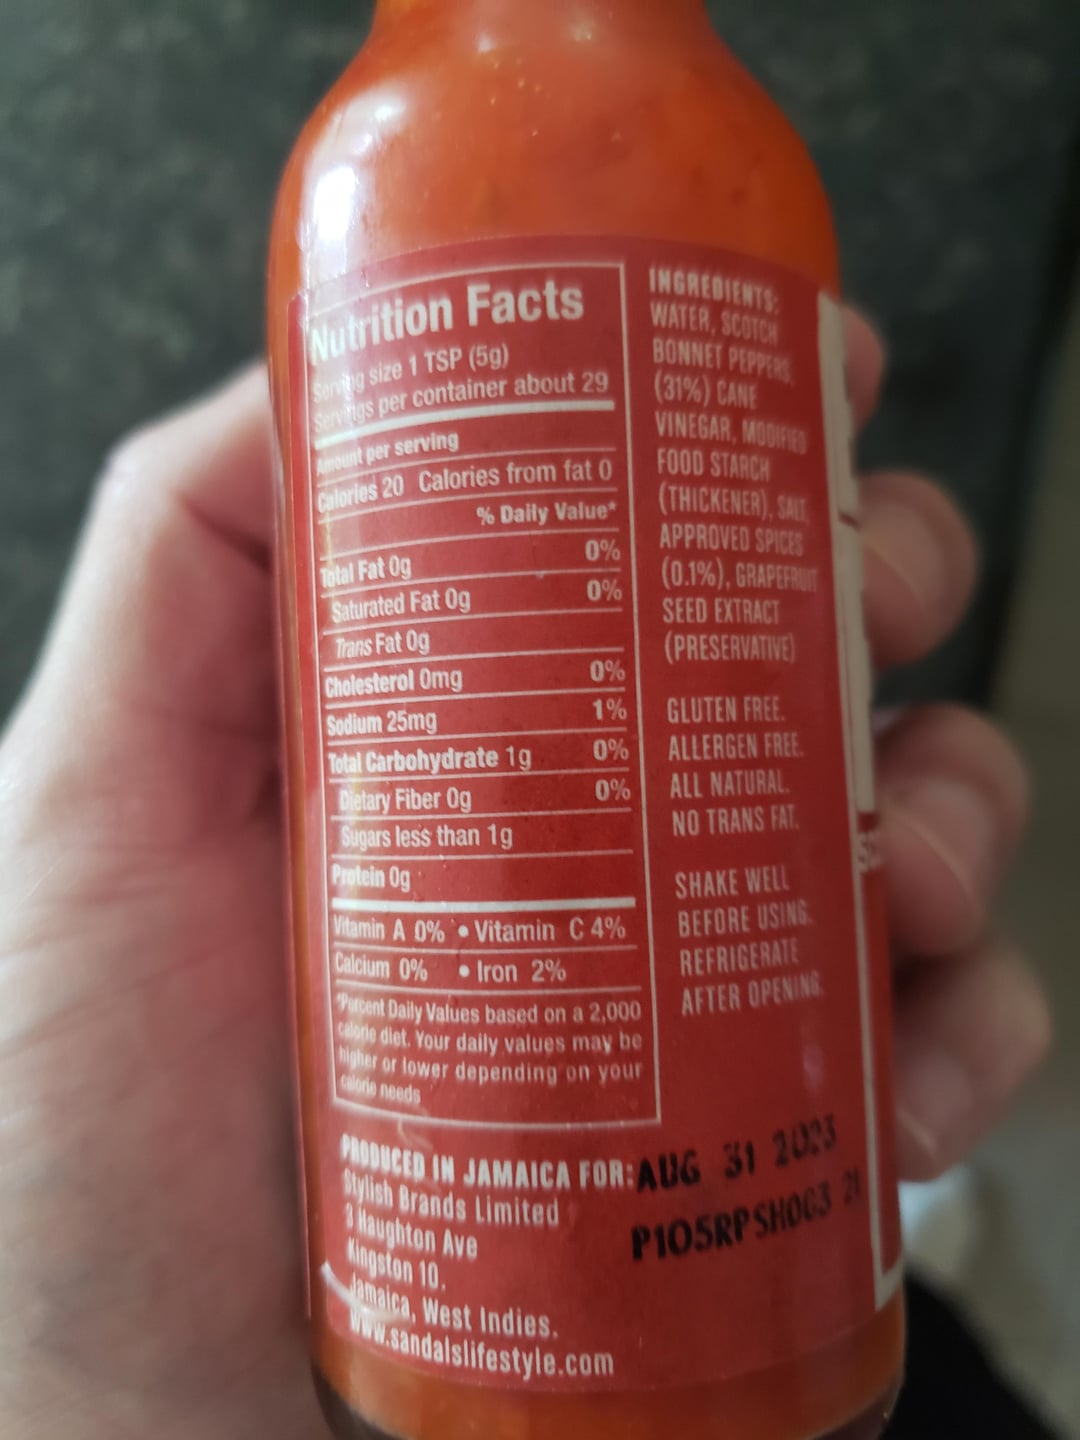 Nutrition Facts
Serving size 1 TSP (5g)
Servings per container about 29
Amount per serving
Calories 20 Calories from fat 0
% Daily Value*
Total Fat 0g 0%
Saturated Fat 0g 0%
Trans Fat 0g
Cholesterol 0mg 0%
Sodium 25mg 1%
Total Carbohydrate 1g 0%
Dietary Fiber 0g 0%
Sugars less than 1g
Protein 0g
Vitamin A 0% • Vitamin C 4%
Calcium 0% • Iron 2%
*Percent Daily Values based on a 2,000
calorie diet. Your daily values may be
higher or lower depending on your
calorie needs
INGREDIENTS:
WATER, SCOTCH
BONNET PEPPERS,
(31%) CANE
VINEGAR, MODIFIED
FOOD STARCH
(THICKENER), SALT,
APPROVED SPICES
(0.1%), GRAPEFRUIT
SEED EXTRACT
(PRESERVATIVE)
GLUTEN FREE.
ALLERGEN FREE.
ALL NATURAL.
NO TRANS FAT.
SHAKE WELL
BEFORE USING.
REFRIGERATE
AFTER OPENING.
PRODUCED IN JAMAICA FOR:
Stylish Brands Limited
3 Haughton Ave
Kingston 10,
Jamaica, West Indies.
www.sandalslifestyle.com
AUG 31 2023